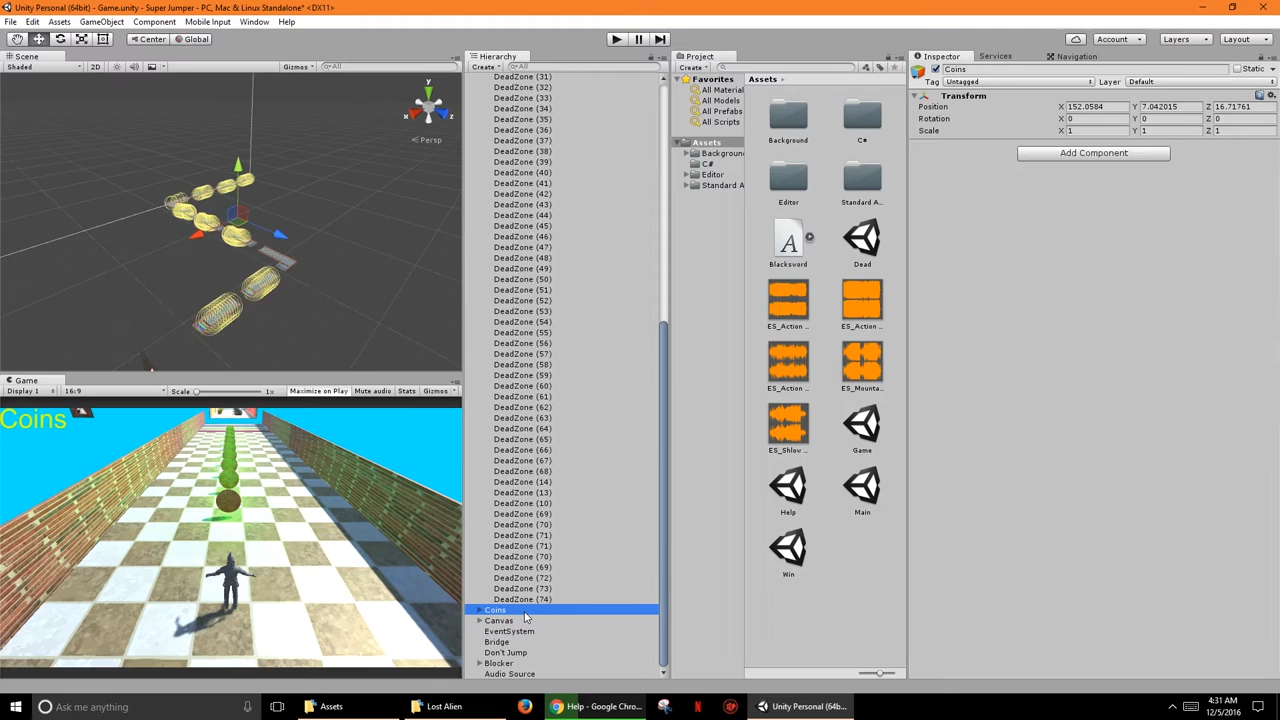 Unity Personal (64bit) - Game.unity - Super Jumper - PC, Mac & Linux Standalone* <DX11>
File Edit Assets GameObject Component Mobile Input Window Help
Center Global Account Layers Layout
Scene
Shaded 2D Gizmos All
y
x z
Persp
Game
Display 1 16:9 Scale 1x Maximize on Play Mute audio Stats Gizmos
Coins
Hierarchy
Create All
DeadZone (31)
DeadZone (32)
DeadZone (33)
DeadZone (34)
DeadZone (35)
DeadZone (36)
DeadZone (37)
DeadZone (38)
DeadZone (39)
DeadZone (40)
DeadZone (41)
DeadZone (42)
DeadZone (43)
DeadZone (44)
DeadZone (45)
DeadZone (46)
DeadZone (47)
DeadZone (48)
DeadZone (49)
DeadZone (50)
DeadZone (51)
DeadZone (52)
DeadZone (53)
DeadZone (54)
DeadZone (55)
DeadZone (56)
DeadZone (57)
DeadZone (58)
DeadZone (59)
DeadZone (60)
DeadZone (61)
DeadZone (62)
DeadZone (63)
DeadZone (64)
DeadZone (65)
DeadZone (66)
DeadZone (67)
DeadZone (68)
DeadZone (14)
DeadZone (13)
DeadZone (10)
DeadZone (69)
DeadZone (70)
DeadZone (71)
DeadZone (71)
DeadZone (70)
DeadZone (69)
DeadZone (72)
DeadZone (73)
DeadZone (74)
Coins
Canvas
EventSystem
Bridge
Don't Jump
Blocker
Audio Source
Project
Create
Favorites
All Material
All Models
All Prefabs
All Scripts
Assets
Backgroun
C#
Editor
Standard A
Assets
Background C#
Editor Standard A...
A
Blacksword Dead
ES_Action ... ES_Action ...
ES_Action ... ES_Mounta...
ES_Shlow ... Game
Help Main
Win
Inspector Services Navigation
Coins Static
Tag Untagged Layer Default
Transform
Position X 152.0584 Y 7.042015 Z 16.71761
Rotation X 0 Y 0 Z 0
Scale X 1 Y 1 Z 1
Add Component
Ask me anything Assets Lost Alien Help - Google Chro... N Unity Personal (64b... 4:31 AM
12/5/2016